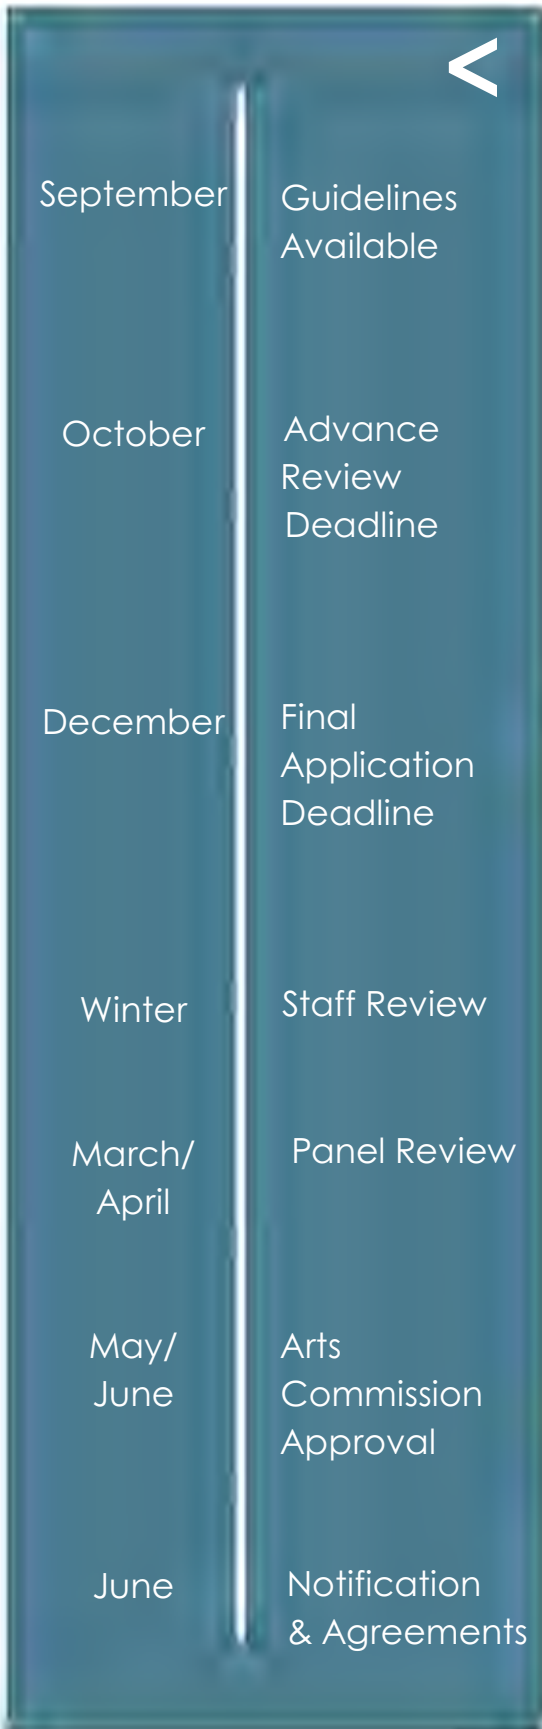 <
September
Guidelines
Available
October
Advance
Review
Deadline
December
Final
Application
Deadline
Winter
Staff Review
March/
April
Panel Review
May/
June
Arts
Commission
Approval
June
Notification
& Agreements